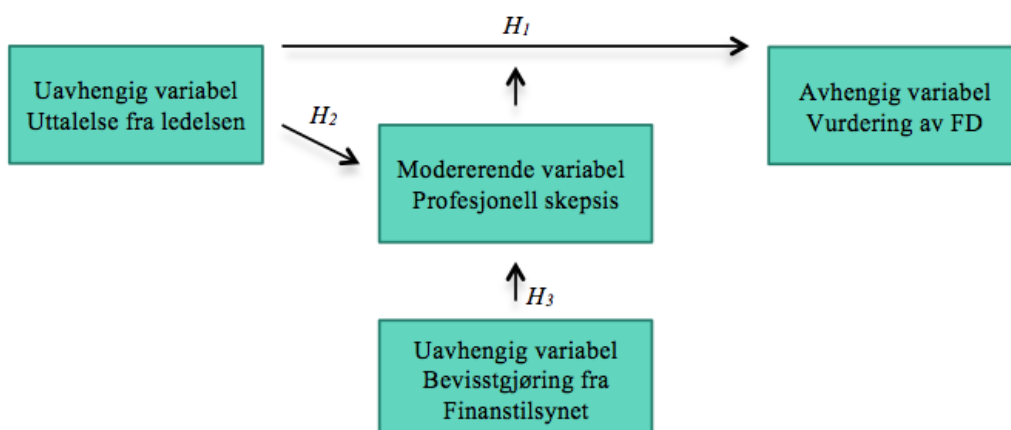 H1
Uavhengig variabel
Uttalelse fra ledelsen
H2
Avhengig variabel
Vurdering av FD
Modererende variabel
Profesjonell skepsis
H3
Uavhengig variabel
Bevisstgjøring fra
Finanstilsynet